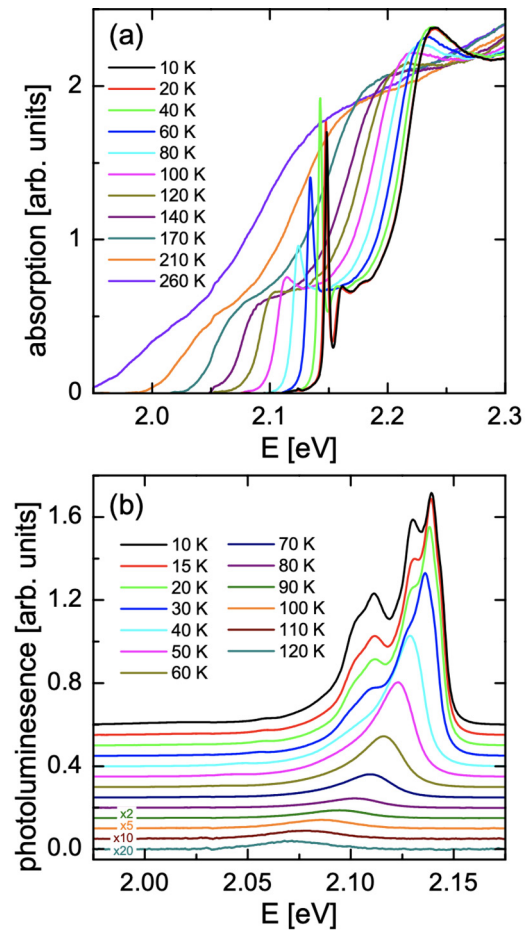 (a)
10 K
20 K
40 K
60 K
80 K
100 K
120 K
140 K
170 K
210 K
260 K
absorption [arb. units]
2
1
0
2.0 2.1 2.2 2.3
E [eV]
(b)
10 K 70 K
15 K 80 K
20 K 90 K
30 K 100 K
40 K 110 K
50 K 120 K
60 K
photoluminesence [arb. units]
1.6
1.2
0.8
0.4
0.0
x2
x5
x10
x20
2.00 2.05 2.10 2.15
E [eV]